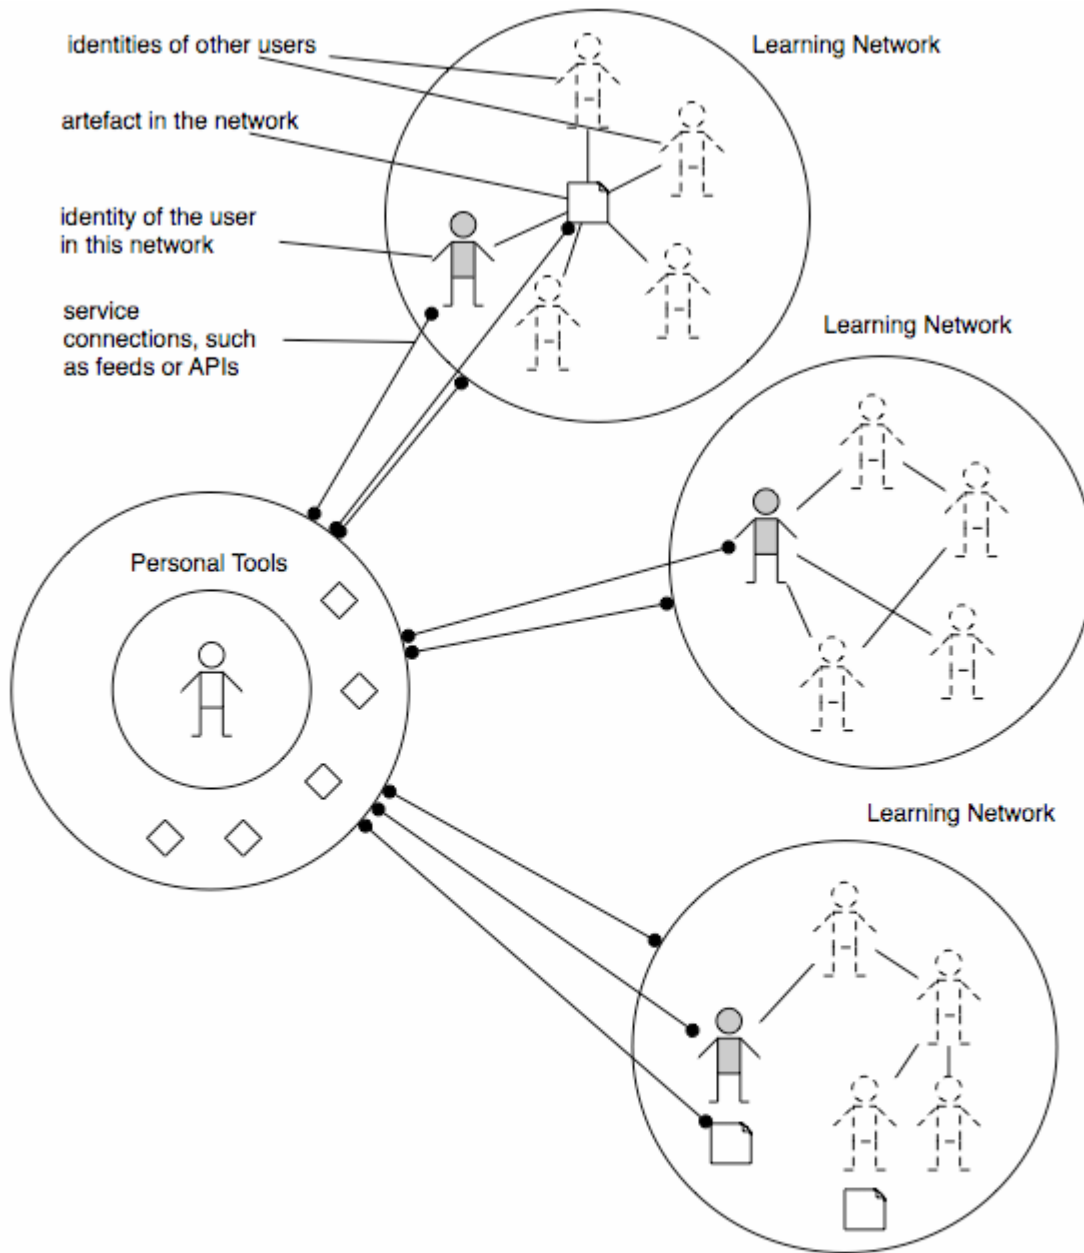 identities of other users
Learning Network
artefact in the network
identity of the user
in this network
service
connections, such
as feeds or APIs
Learning Network
Personal Tools
Learning Network